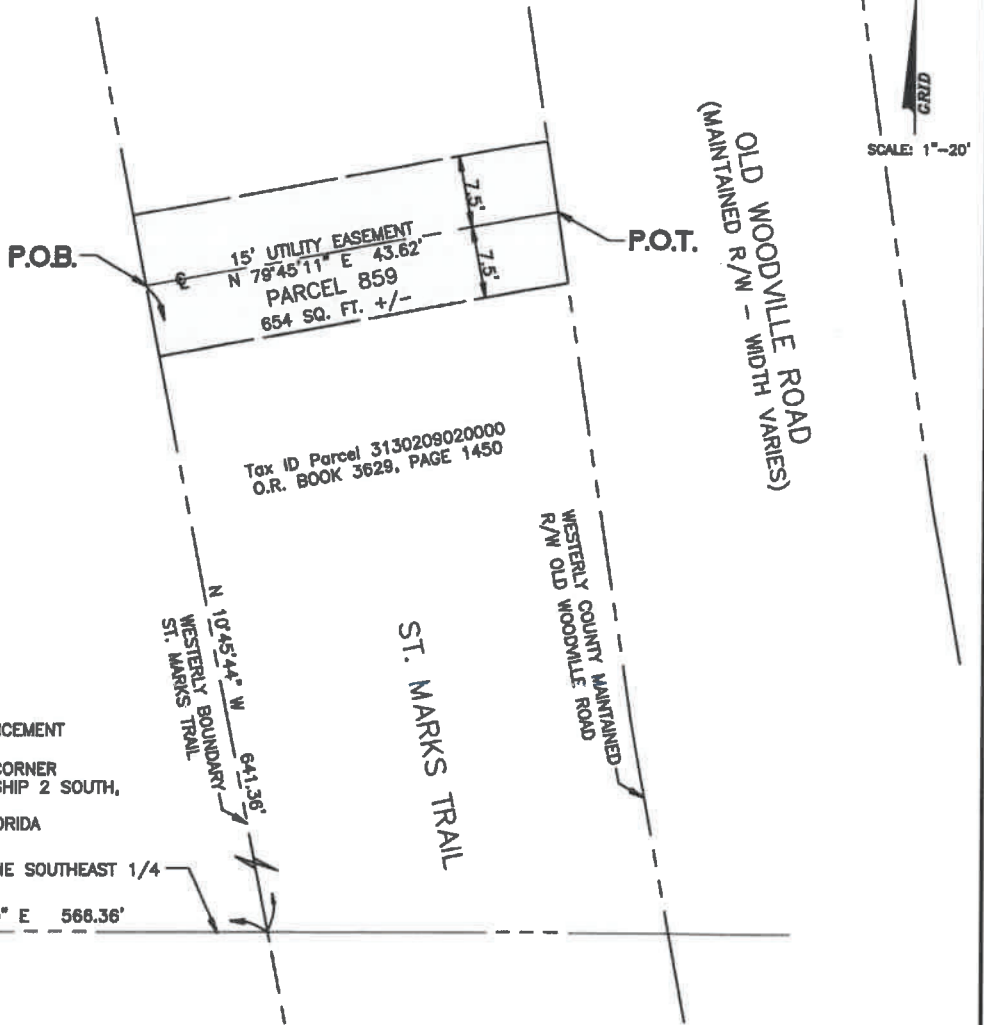 GRID
SCALE: 1"-20'
OLD WOODVILLE ROAD
(MAINTAINED R/W - WIDTH VARIES)
7.5'
7.5'
P.O.B.
P.O.T.
15' UTILITY EASEMENT
℄ N 79°45'11" E 43.62'
PARCEL 859
654 SQ. FT. +/-
Tax ID Parcel 3130209020000
O.R. BOOK 3629, PAGE 1450
WESTERLY COUNTY MAINTAINED
R/W OLD WOODVILLE ROAD
N 10°45'44" W 641.36'
WESTERLY BOUNDARY
ST. MARKS TRAIL
ST. MARKS TRAIL
NCEMENT
CORNER
SHIP 2 SOUTH,
ORIDA
HE SOUTHEAST 1/4
" E 566.36'